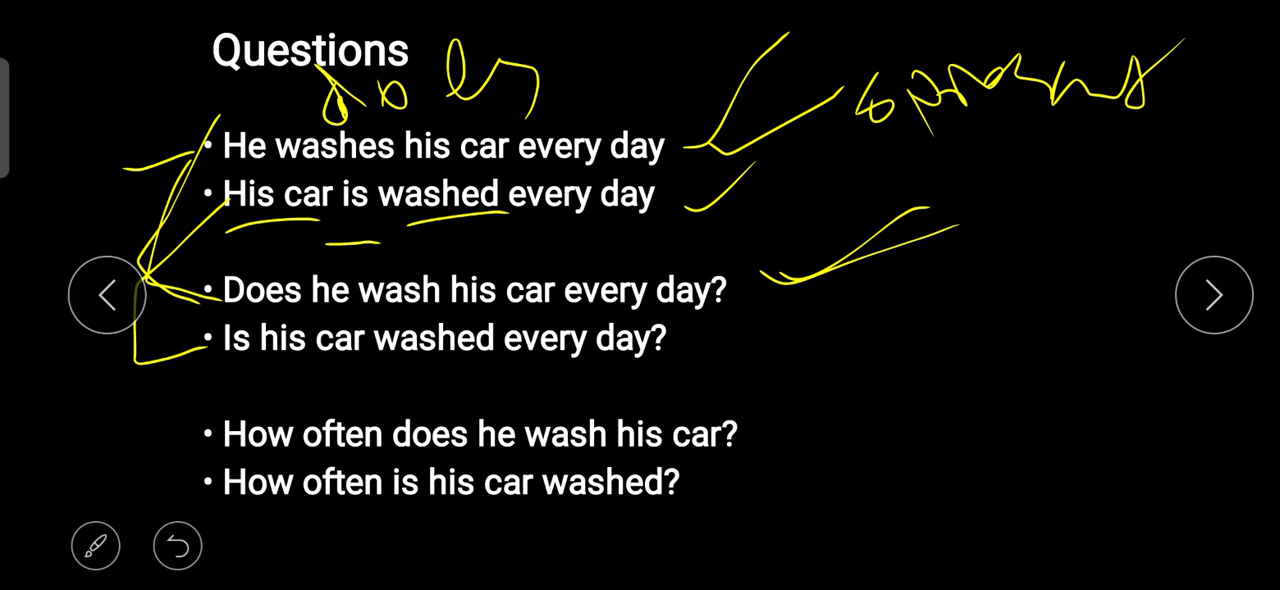 Questions
• He washes his car every day
• His car is washed every day
• Does he wash his car every day?
• Is his car washed every day?
• How often does he wash his car?
• How often is his car washed?